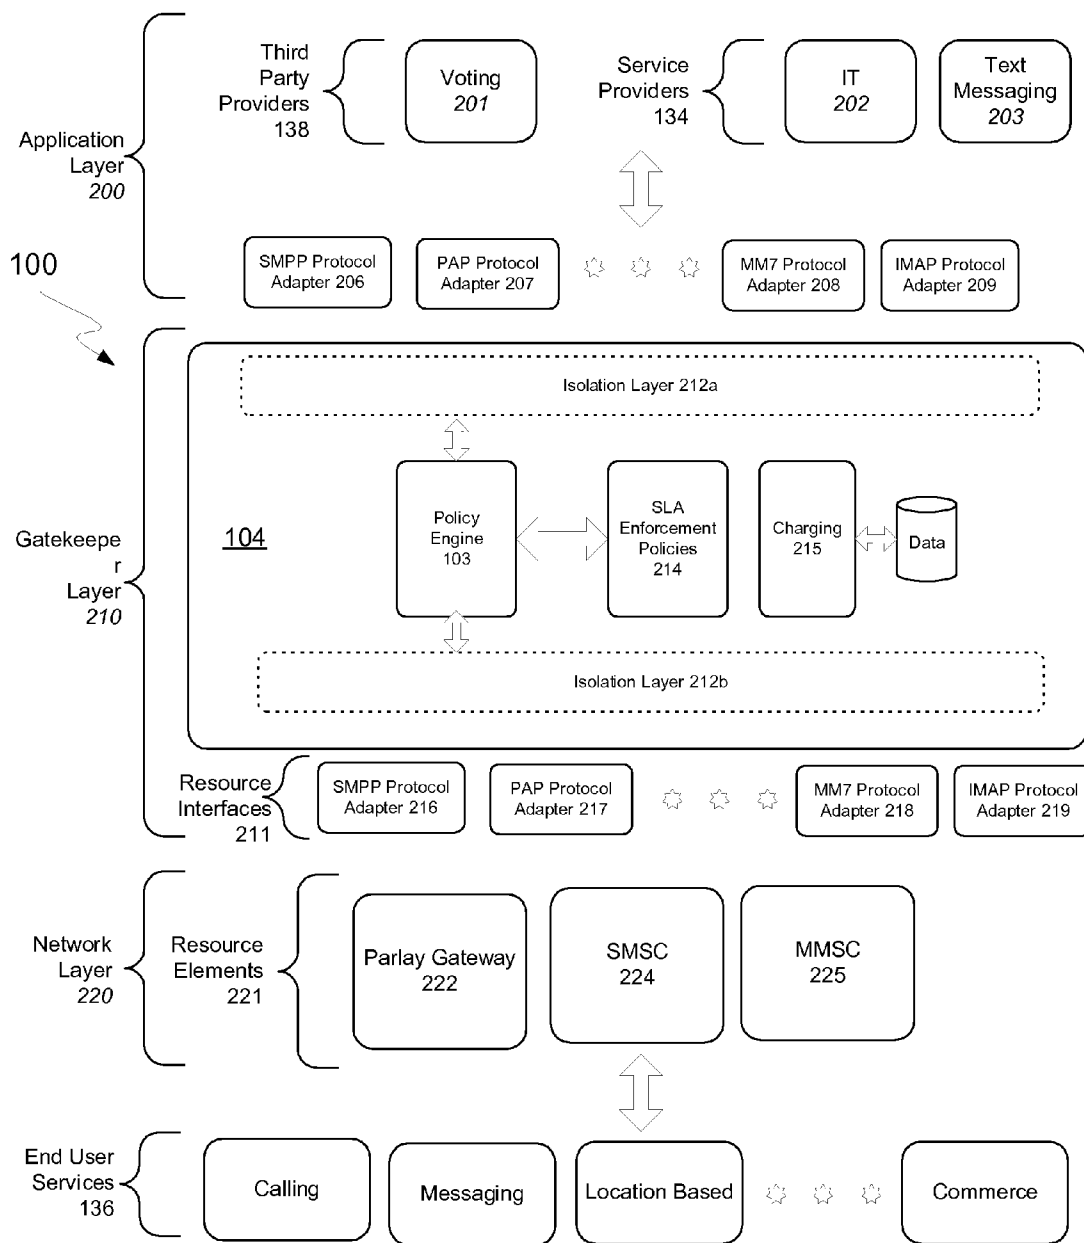 Third
Party
Providers
138
Voting
201
Service
Providers
134
IT
202
Text
Messaging
203
Application
Layer
200
SMPP Protocol
Adapter 206
PAP Protocol
Adapter 207
MM7 Protocol
Adapter 208
IMAP Protocol
Adapter 209
100
Isolation Layer 212a
104
Policy
Engine
103
SLA
Enforcement
Policies
214
Charging
215
Data
Gatekeepe
r
Layer
210
Isolation Layer 212b
Resource
Interfaces
211
SMPP Protocol
Adapter 216
PAP Protocol
Adapter 217
MM7 Protocol
Adapter 218
IMAP Protocol
Adapter 219
Network
Layer
220
Resource
Elements
221
Parlay Gateway
222
SMSC
224
MMSC
225
End User
Services
136
Calling
Messaging
Location Based
Commerce